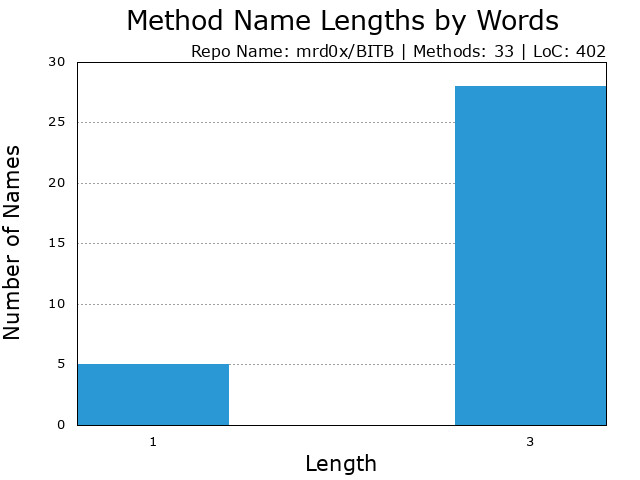 Method Name Lengths by Words
Repo Name: mrd0x/BITB | Methods: 33 | LoC: 402
30
25
20
15
10
5
0
Number of Names
1 3
Length